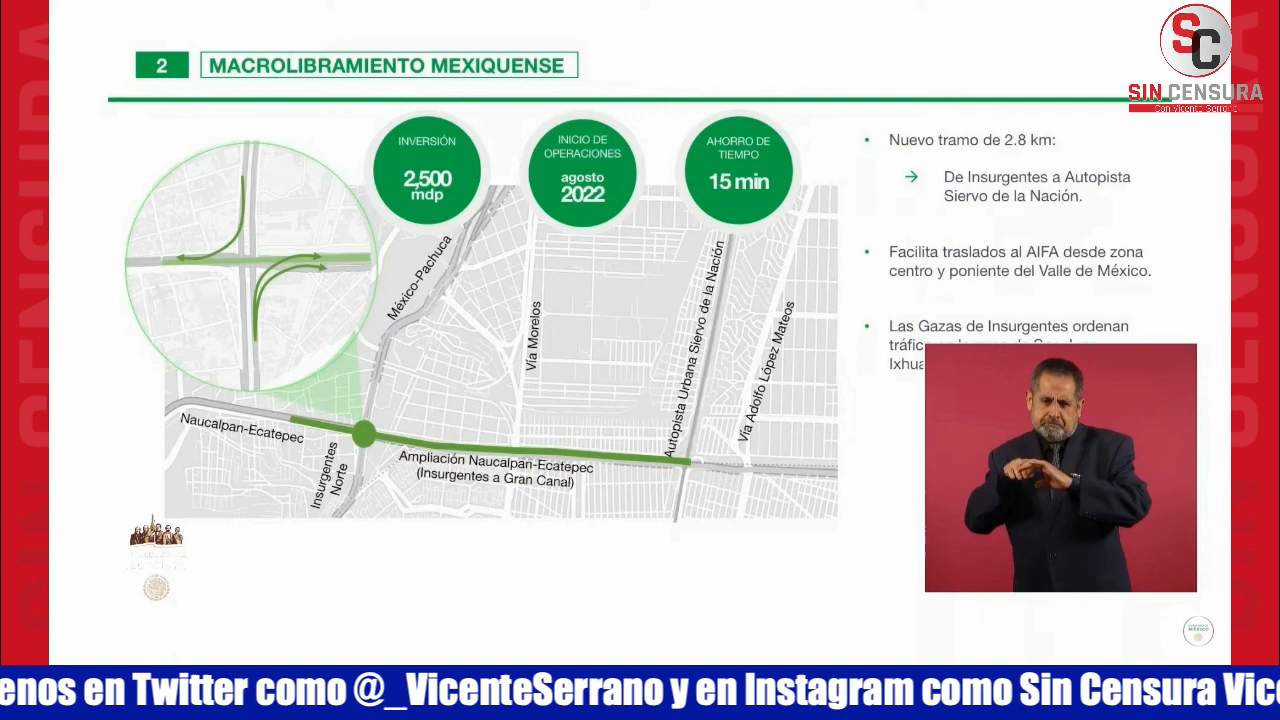 SIN CENSURA
Con Vicente Serrano
2
MACROLIBRAMIENTO MEXIQUENSE
INVERSIÓN
2,500
mdp
INICIO DE
OPERACIONES
agosto
2022
AHORRO DE
TIEMPO
15 min
• Nuevo tramo de 2.8 km:
→ De Insurgentes a Autopista
Siervo de la Nación.
• Facilita traslados al AIFA desde zona
centro y poniente del Valle de México.
• Las Gazas de Insurgentes ordenan
México-Pachuca
Vía Morelos
Autopista Urbana Siervo de la Nación
Vía Adolfo López Mateos
Naucalpan-Ecatepec
Insurgentes
Norte
Ampliación Naucalpan-Ecatepec
(Insurgentes a Gran Canal)
enos en Twitter como @_VicenteSerrano y en Instagram como Sin Censura Vice